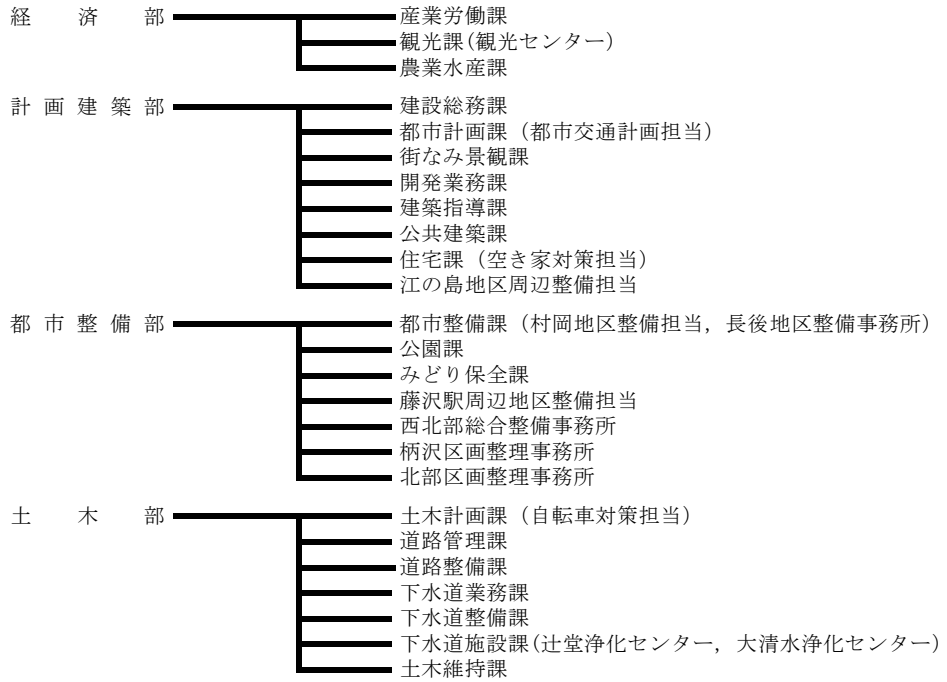 経済部 産業労働課
観光課(観光センター)
農業水産課
計画建築部 建設総務課
都市計画課（都市交通計画担当）
街なみ景観課
開発業務課
建築指導課
公共建築課
住宅課（空き家対策担当）
江の島地区周辺整備担当
都市整備部 都市整備課（村岡地区整備担当，長後地区整備事務所）
公園課
みどり保全課
藤沢駅周辺地区整備担当
西北部総合整備事務所
柄沢区画整理事務所
北部区画整理事務所
土木部 土木計画課（自転車対策担当）
道路管理課
道路整備課
下水道業務課
下水道整備課
下水道施設課(辻堂浄化センター，大清水浄化センター)
土木維持課